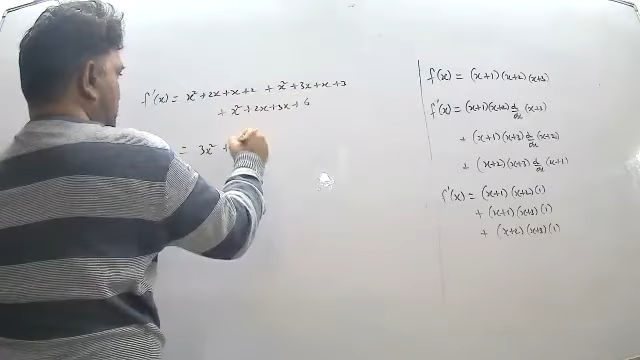 f'(x) = x² + 2x + x + 2 + x² + 3x + x + 3
+ x² + 2x + 3x + 6
= 3x² +
f(x) = (x+1)(x+2)(x+3)
f'(x) = (x+1)(x+2) d/dx (x+3)
+ (x+1)(x+3) d/dx (x+2)
+ (x+2)(x+3) d/dx (x+1)
f'(x) = (x+1)(x+2)(1)
+ (x+1)(x+3)(1)
+ (x+2)(x+3)(1)